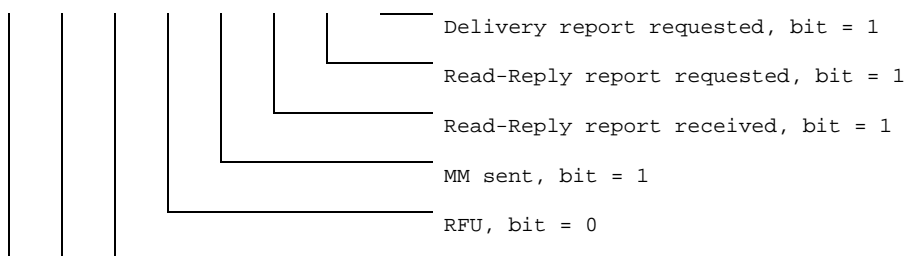 Delivery report requested, bit = 1
Read-Reply report requested, bit = 1
Read-Reply report received, bit = 1
MM sent, bit = 1
RFU, bit = 0